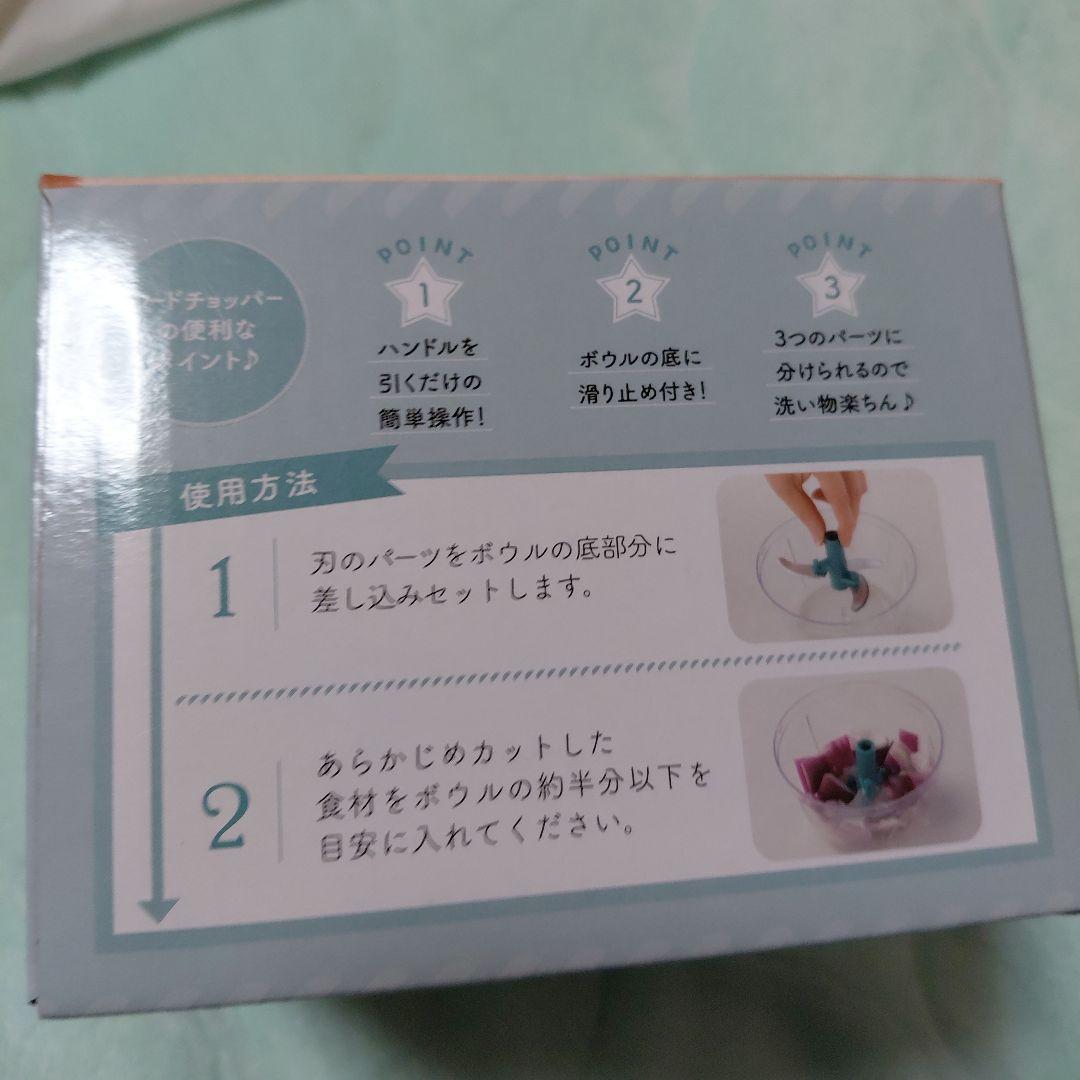 ードチョッパー
の便利な
イント♪
POINT
1
ハンドルを
引くだけの
簡単操作!
POINT
2
ボウルの底に
滑り止め付き!
POINT
3
3つのパーツに
分けられるので
洗い物楽ちん♪
使用方法
1
刃のパーツをボウルの底部分に
差し込みセットします。
2
あらかじめカットした
食材をボウルの約半分以下を
目安に入れてください。